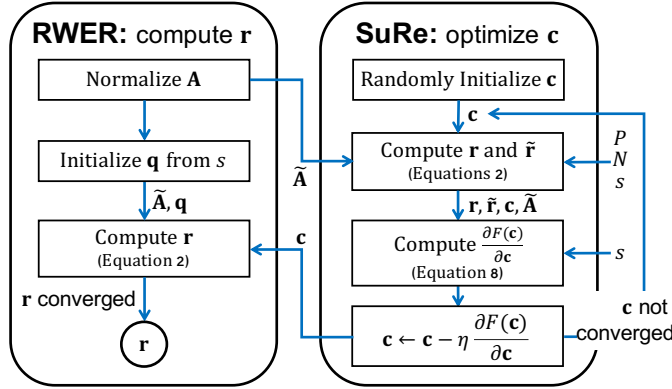 RWER: compute r
Normalize A
Initialize q from s
Ã, q
Compute r
(Equation 2)
r converged
r
SuRe: optimize c
Randomly Initialize c
c
Compute r and r̃
(Equations 2)
Ã
P
N
s
r, r̃, c, Ã
Compute ∂F(c)/∂c
(Equation 8)
c
s
c ← c − η ∂F(c)/∂c
c not
converged